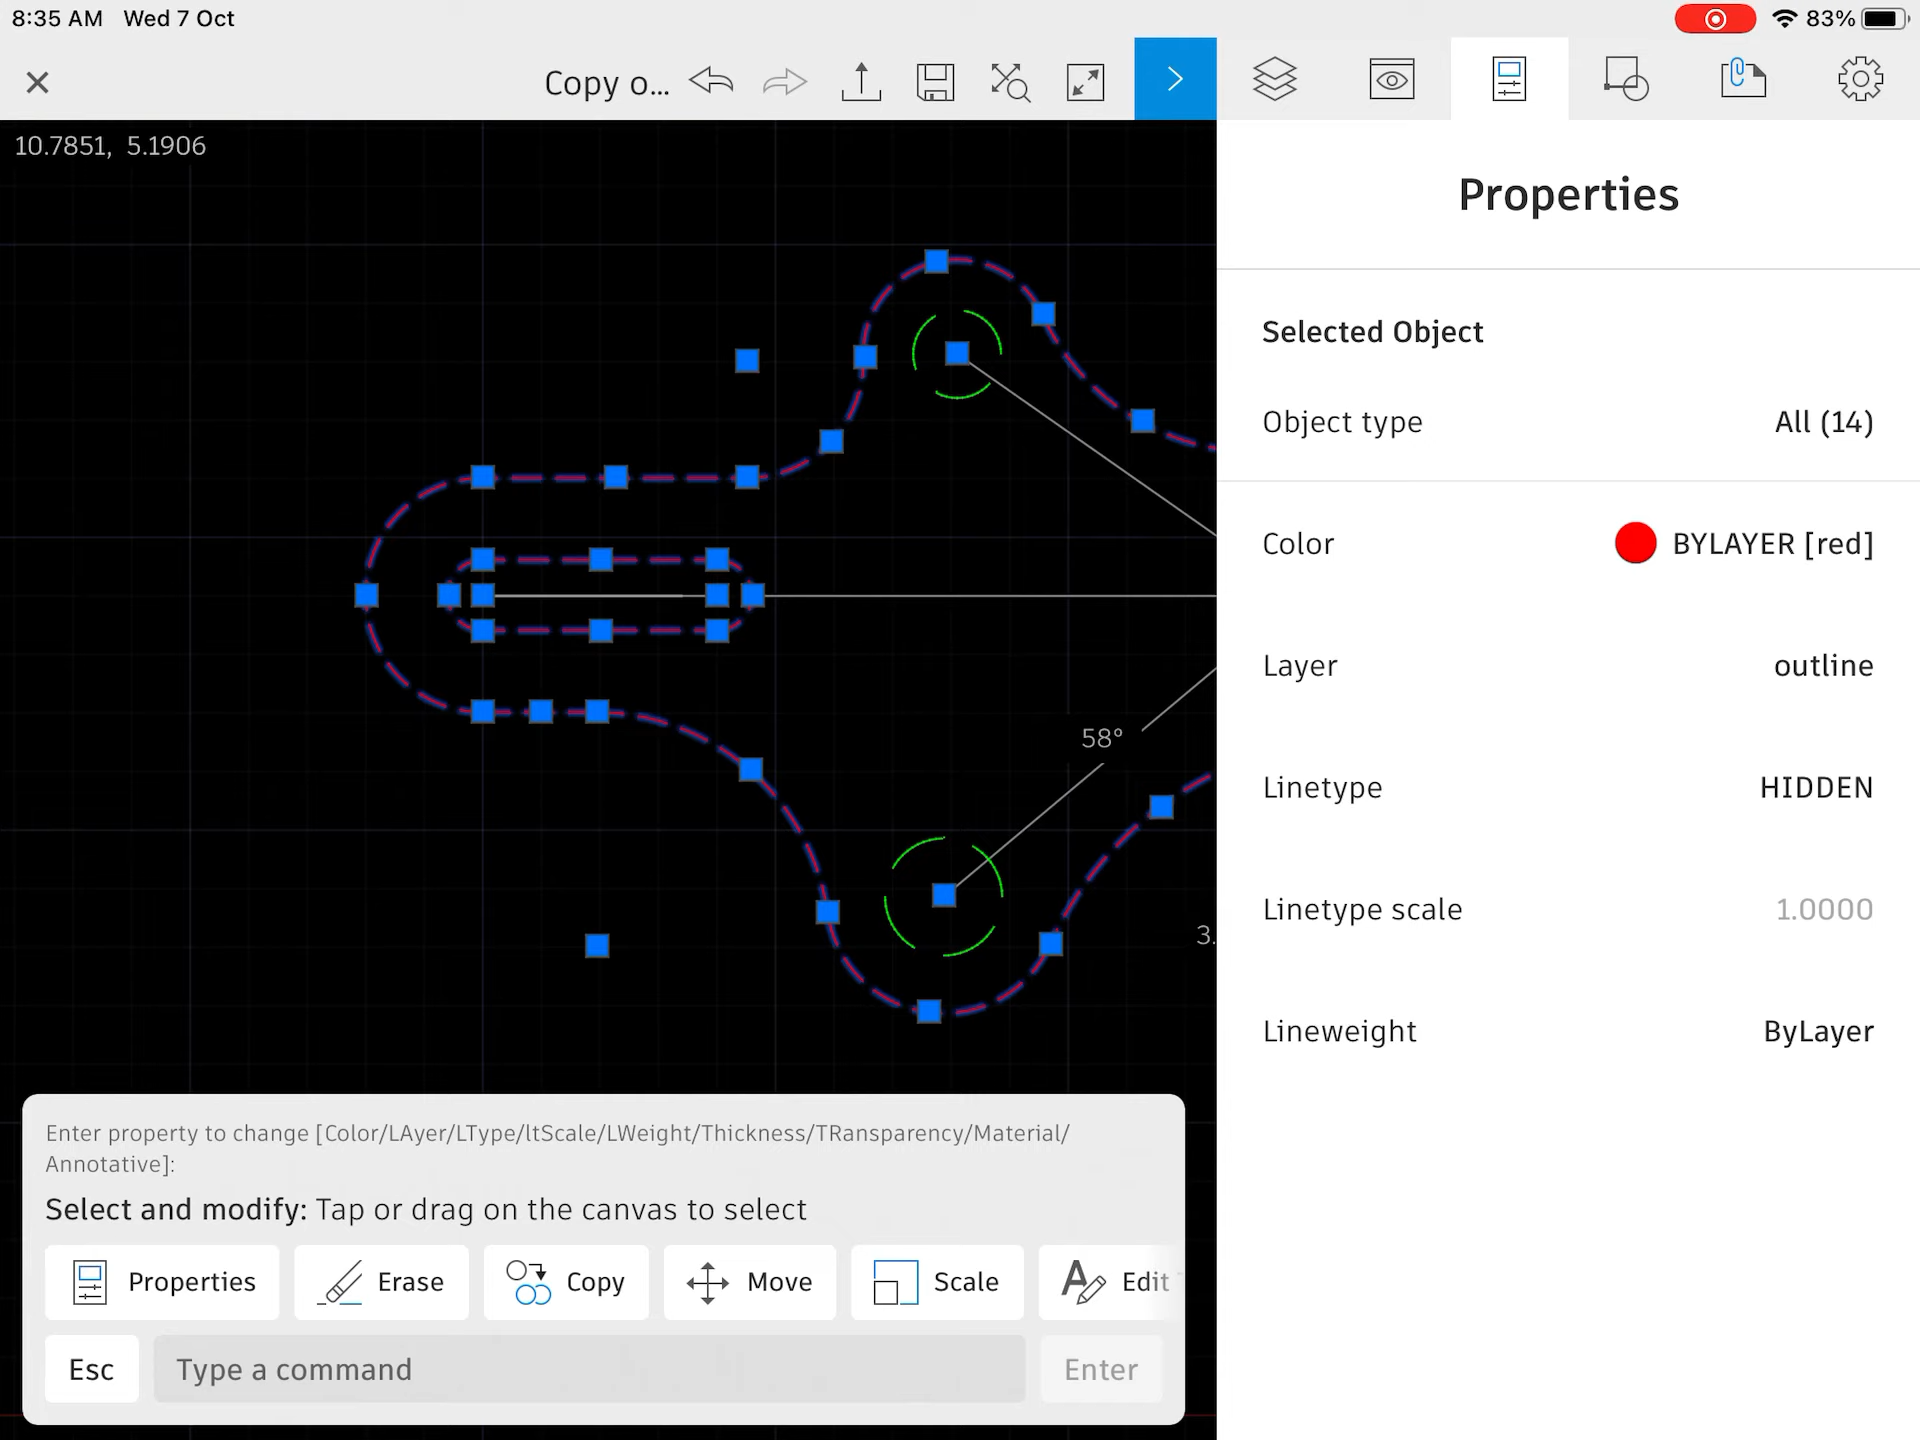 8:35 AM Wed 7 Oct
83%
Copy o...
10.7851, 5.1906
58°
3.
Properties
Selected Object
Object type All (14)
Color BYLAYER [red]
Layer outline
Linetype HIDDEN
Linetype scale 1.0000
Lineweight ByLayer
Enter property to change [Color/LAyer/LType/ltScale/LWeight/Thickness/TRansparency/Material/
Annotative]:
Select and modify: Tap or drag on the canvas to select
Properties Erase Copy Move Scale Edit
Esc Type a command Enter